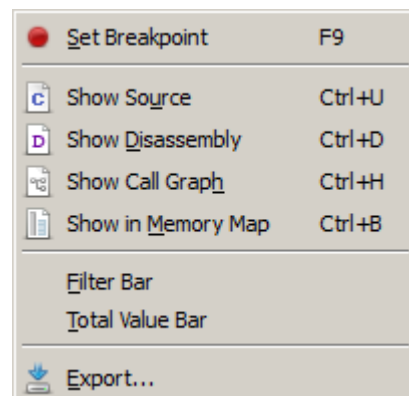 Set Breakpoint F9
C Show Source Ctrl+U
D Show Disassembly Ctrl+D
Show Call Graph Ctrl+H
Show in Memory Map Ctrl+B
Filter Bar
Total Value Bar
Export...